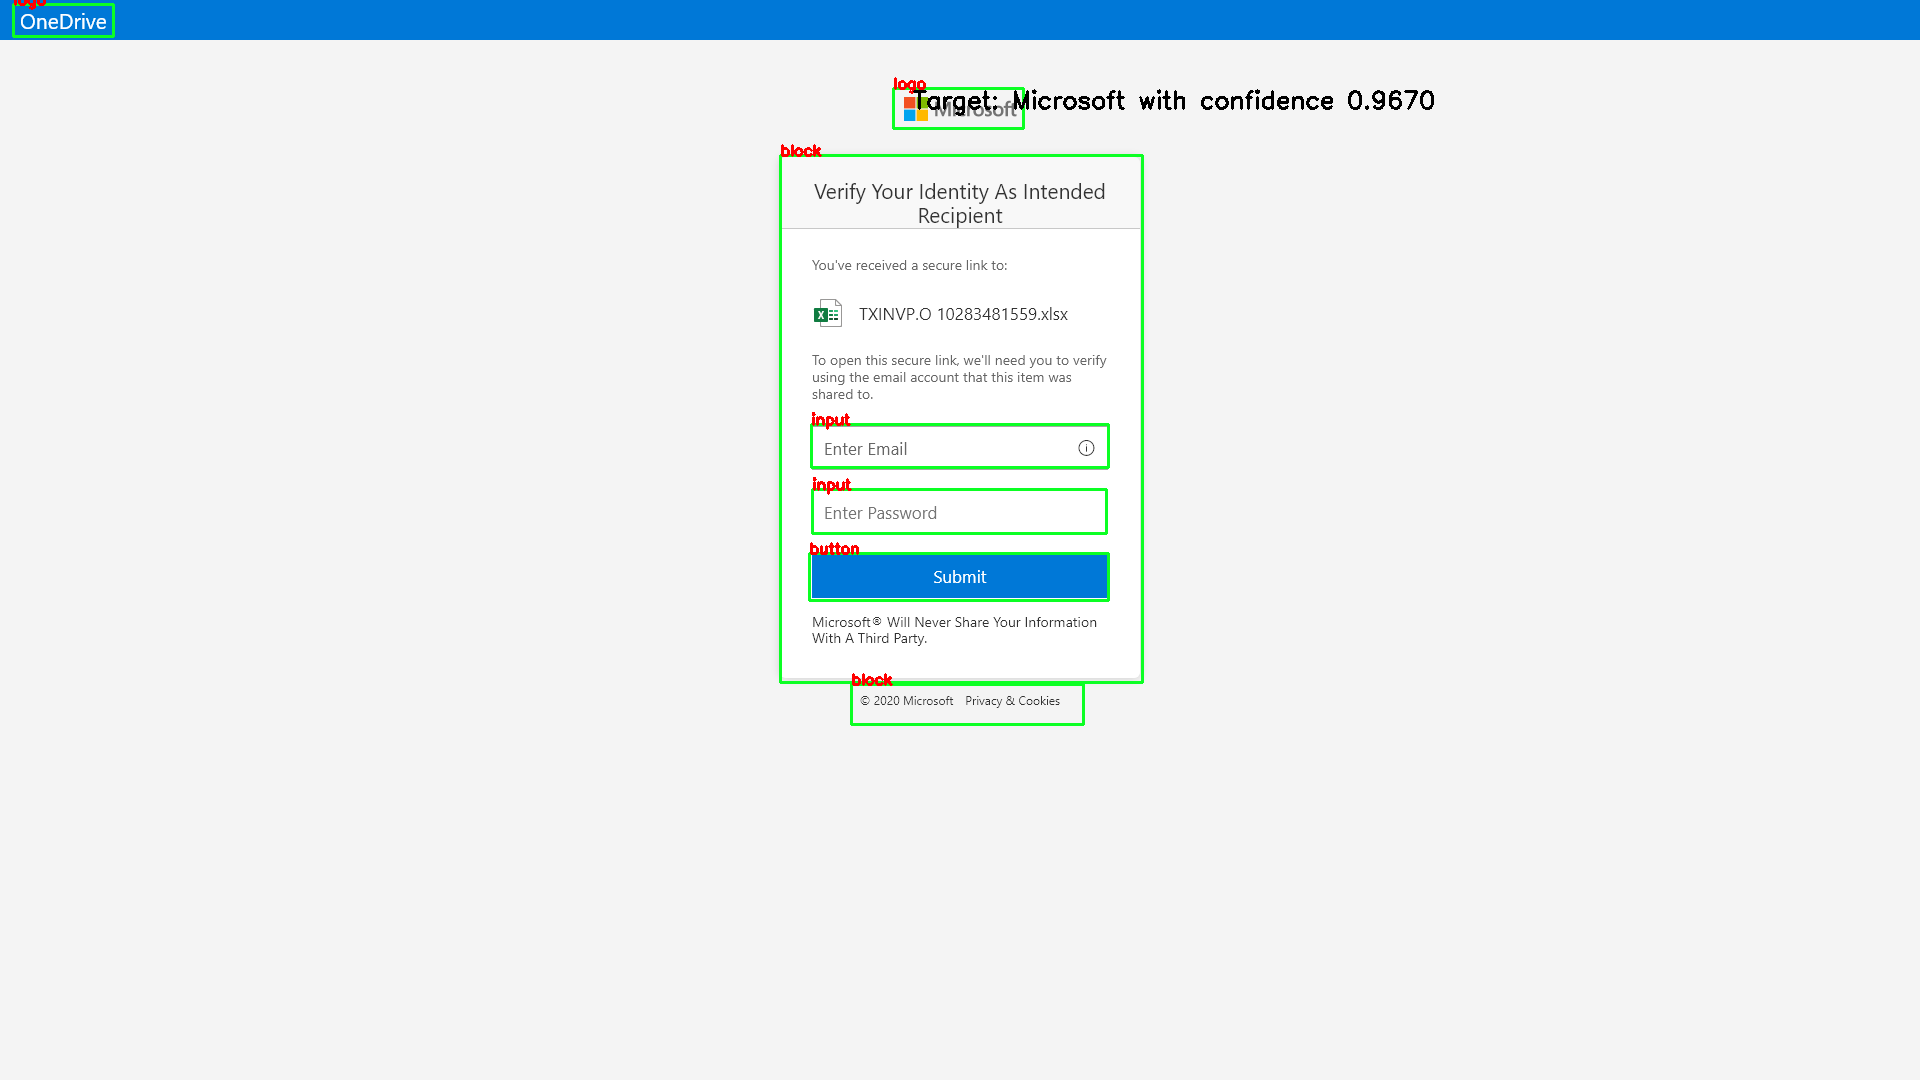 logo
OneDrive
logo
Target: Microsoft with confidence 0.9670
Microsoft
block
Verify Your Identity As Intended
Recipient
You've received a secure link to:
TXINVP.O 10283481559.xlsx
To open this secure link, we'll need you to verify
using the email account that this item was
shared to.
input
Enter Email
input
Enter Password
button
Submit
Microsoft® Will Never Share Your Information
With A Third Party.
block
© 2020 Microsoft Privacy & Cookies